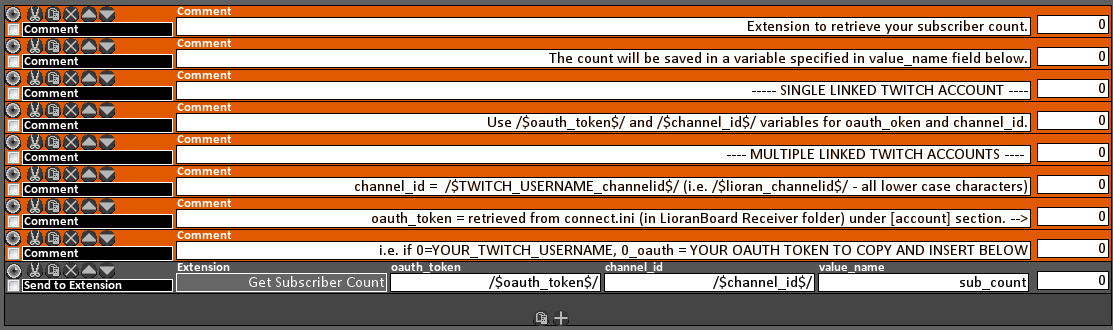 Comment
Comment Extension to retrieve your subscriber count. 0
Comment
Comment The count will be saved in a variable specified in value_name field below. 0
Comment
Comment ----- SINGLE LINKED TWITCH ACCOUNT ---- 0
Comment
Comment Use /$oauth_token$/ and /$channel_id$/ variables for oauth_oken and channel_id. 0
Comment
Comment ---- MULTIPLE LINKED TWITCH ACCOUNTS ---- 0
Comment
Comment channel_id = /$TWITCH_USERNAME_channelid$/ (i.e. /$lioran_channelid$/ - all lower case characters) 0
Comment
Comment oauth_token = retrieved from connect.ini (in LioranBoard Receiver folder) under [account] section. --> 0
Comment
Comment i.e. if 0=YOUR_TWITCH_USERNAME, 0_oauth = YOUR OAUTH TOKEN TO COPY AND INSERT BELOW 0
Extension oauth_token channel_id value_name
Send to Extension Get Subscriber Count /$oauth_token$/ /$channel_id$/ sub_count 0